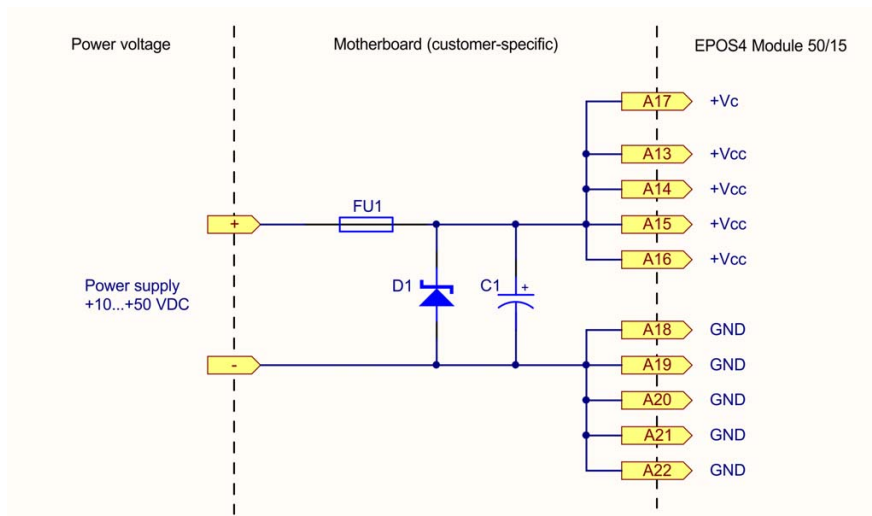 Power voltage
Motherboard (customer-specific)
EPOS4 Module 50/15
A17 +Vc
A13 +Vcc
A14 +Vcc
FU1
+ A15 +Vcc
A16 +Vcc
Power supply
+10...+50 VDC
D1
C1 +
A18 GND
- A19 GND
A20 GND
A21 GND
A22 GND